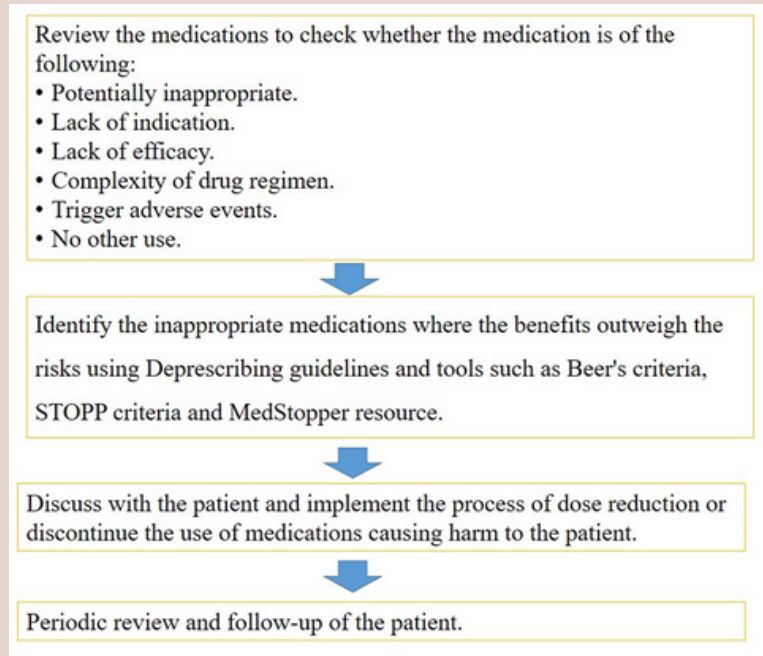 Review the medications to check whether the medication is of the
following:
• Potentially inappropriate.
• Lack of indication.
• Lack of efficacy.
• Complexity of drug regimen.
• Trigger adverse events.
• No other use.
Identify the inappropriate medications where the benefits outweigh the
risks using Deprescribing guidelines and tools such as Beer's criteria,
STOPP criteria and MedStopper resource.
Discuss with the patient and implement the process of dose reduction or
discontinue the use of medications causing harm to the patient.
Periodic review and follow-up of the patient.